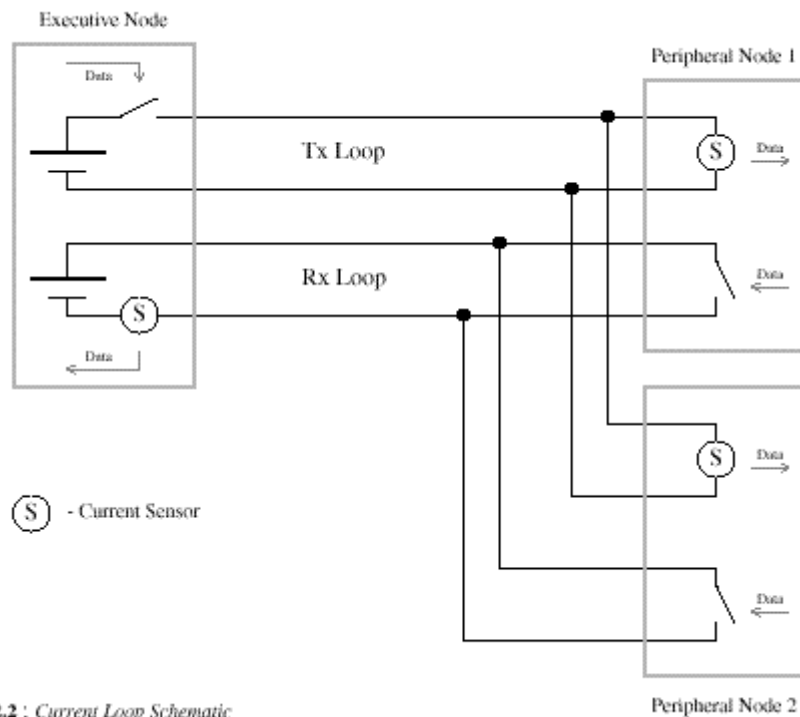 Executive Node
Peripheral Node 1
Data
Tx Loop
S
Data
Rx Loop
Data
S
Data
S
Data
S
- Current Sensor
Data
.2 : Current Loop Schematic
Peripheral Node 2